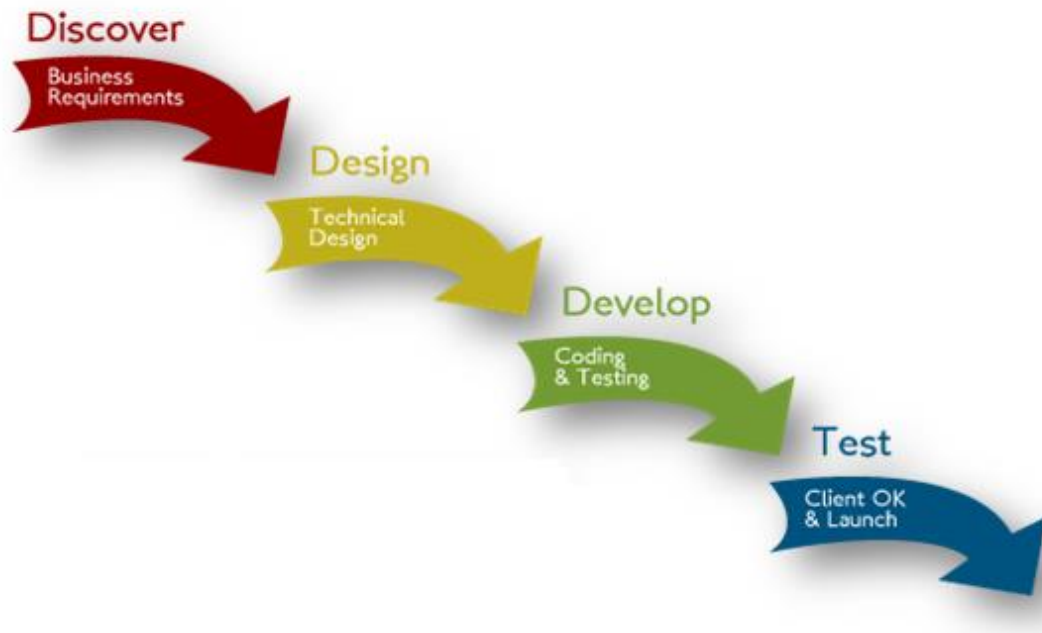 Discover
Business
Requirements
Design
Technical
Design
Develop
Coding
& Testing
Test
Client OK
& Launch